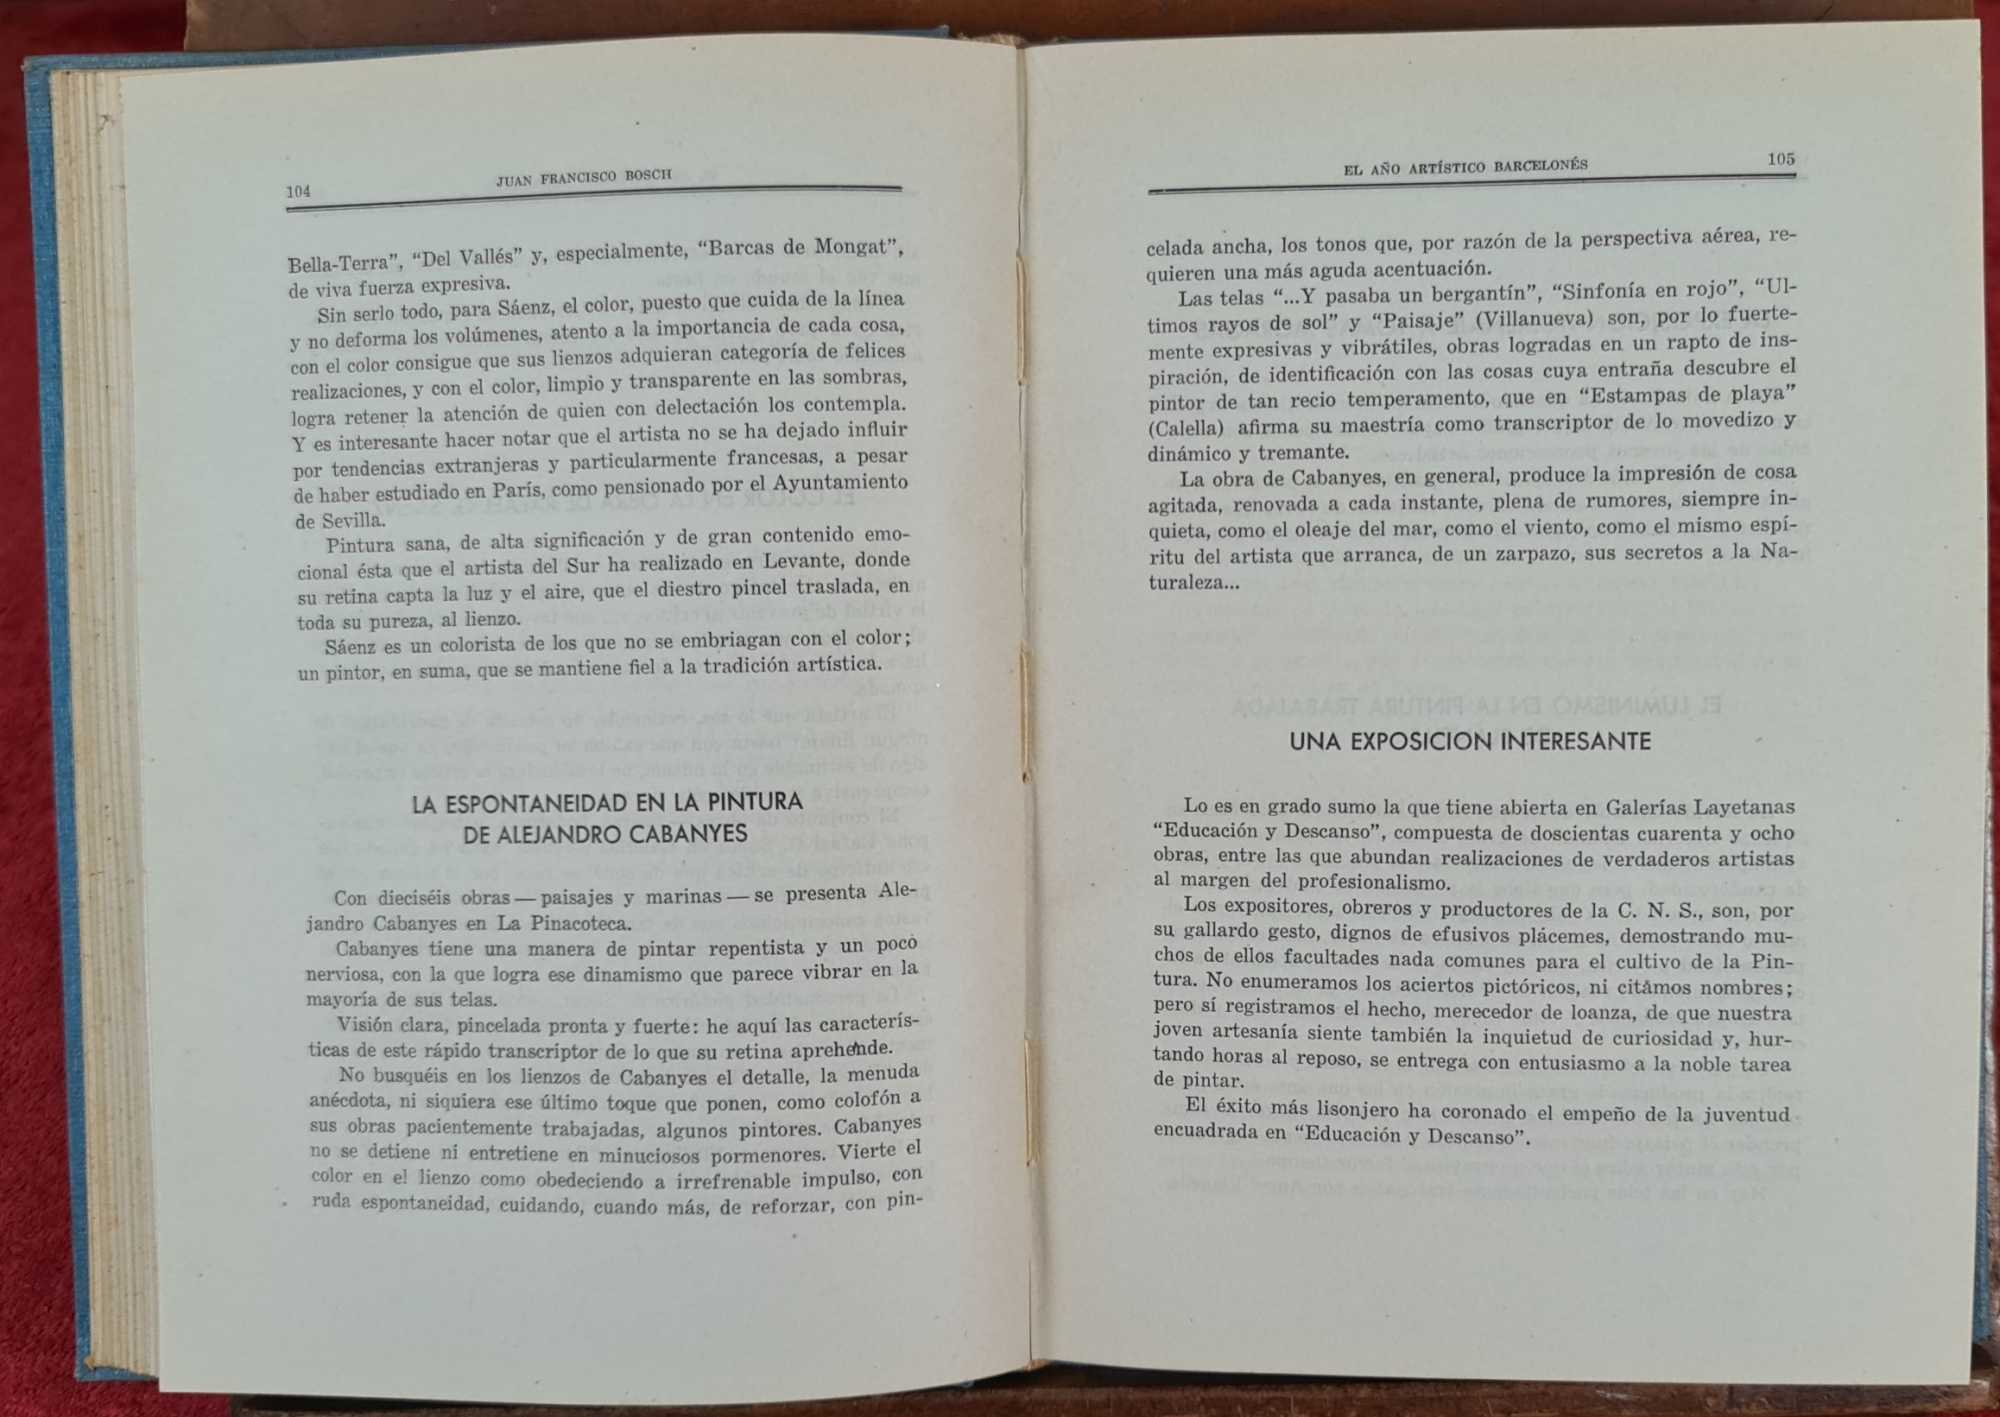 104
JUAN FRANCISCO BOSCH
Bella-Terra”, “Del Vallés” y, especialmente, “Barcas de Mongat”,
de viva fuerza expresiva.
Sin serlo todo, para Sáenz, el color, puesto que cuida de la línea
y no deforma los volúmenes, atento a la importancia de cada cosa,
con el color consigue que sus lienzos adquieran categoría de felices
realizaciones, y con el color, limpio y transparente en las sombras,
logra retener la atención de quien con delectación los contempla.
Y es interesante hacer notar que el artista no se ha dejado influir
por tendencias extranjeras y particularmente francesas, a pesar
de haber estudiado en París, como pensionado por el Ayuntamiento
de Sevilla.
Pintura sana, de alta significación y de gran contenido emo-
cional ésta que el artista del Sur ha realizado en Levante, donde
su retina capta la luz y el aire, que el diestro pincel traslada, en
toda su pureza, al lienzo.
Sáenz es un colorista de los que no se embriagan con el color;
un pintor, en suma, que se mantiene fiel a la tradición artística.
LA ESPONTANEIDAD EN LA PINTURA
DE ALEJANDRO CABANYES
Con dieciséis obras — paisajes y marinas — se presenta Ale-
jandro Cabanyes en La Pinacoteca.
Cabanyes tiene una manera de pintar repentista y un poco
nerviosa, con la que logra ese dinamismo que parece vibrar en la
mayoría de sus telas.
Visión clara, pincelada pronta y fuerte: he aquí las caracterís-
ticas de este rápido transcriptor de lo que su retina aprehende.
No busquéis en los lienzos de Cabanyes el detalle, la menuda
anécdota, ni siquiera ese último toque que ponen, como colofón a
sus obras pacientemente trabajadas, algunos pintores. Cabanyes
no se detiene ni entretiene en minuciosos pormenores. Vierte el
color en el lienzo como obedeciendo a irrefrenable impulso, con
ruda espontaneidad, cuidando, cuando más, de reforzar, con pin-
EL AÑO ARTÍSTICO BARCELONÉS
105
celada ancha, los tonos que, por razón de la perspectiva aérea, re-
quieren una más aguda acentuación.
Las telas “...Y pasaba un bergantín”, “Sinfonía en rojo”, “Ul-
timos rayos de sol” y “Paisaje” (Villanueva) son, por lo fuerte-
mente expresivas y vibrátiles, obras logradas en un rapto de ins-
piración, de identificación con las cosas cuya entraña descubre el
pintor de tan recio temperamento, que en “Estampas de playa”
(Calella) afirma su maestría como transcriptor de lo movedizo y
dinámico y tremante.
La obra de Cabanyes, en general, produce la impresión de cosa
agitada, renovada a cada instante, plena de rumores, siempre in-
quieta, como el oleaje del mar, como el viento, como el mismo espí-
ritu del artista que arranca, de un zarpazo, sus secretos a la Na-
turaleza...
UNA EXPOSICION INTERESANTE
Lo es en grado sumo la que tiene abierta en Galerías Layetanas
“Educación y Descanso”, compuesta de doscientas cuarenta y ocho
obras, entre las que abundan realizaciones de verdaderos artistas
al margen del profesionalismo.
Los expositores, obreros y productores de la C. N. S., son, por
su gallardo gesto, dignos de efusivos plácemes, demostrando mu-
chos de ellos facultades nada comunes para el cultivo de la Pin-
tura. No enumeramos los aciertos pictóricos, ni citamos nombres;
pero sí registramos el hecho, merecedor de loanza, de que nuestra
joven artesanía siente también la inquietud de curiosidad y, hur-
tando horas al reposo, se entrega con entusiasmo a la noble tarea
de pintar.
El éxito más lisonjero ha coronado el empeño de la juventud
encuadrada en “Educación y Descanso”.